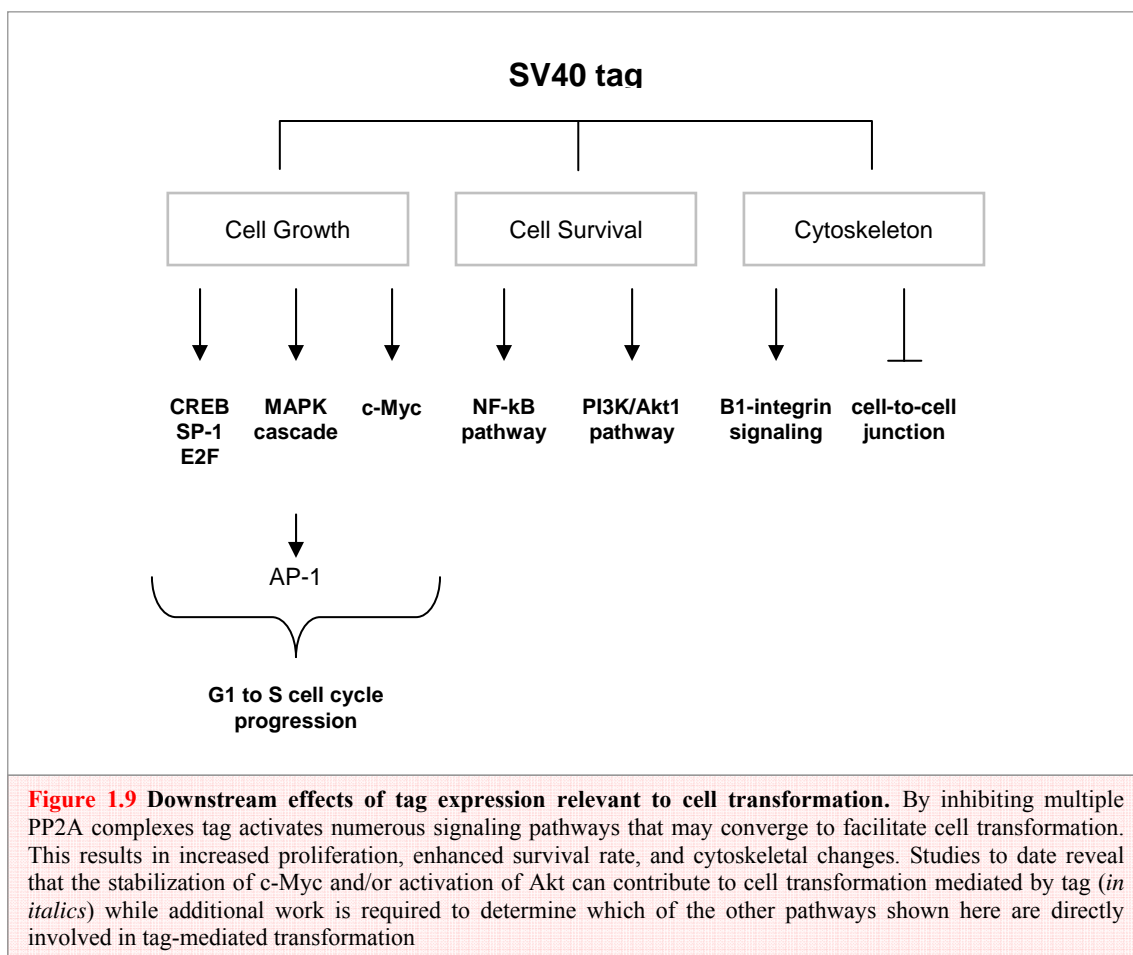 SV40 tag
Cell Growth
Cell Survival
Cytoskeleton
CREB
SP-1
E2F
MAPK
cascade
c-Myc
NF-kB
pathway
PI3K/Akt1
pathway
B1-integrin
signaling
cell-to-cell
junction
AP-1
G1 to S cell cycle
progression
Figure 1.9 Downstream effects of tag expression relevant to cell transformation. By inhibiting multiple
PP2A complexes tag activates numerous signaling pathways that may converge to facilitate cell transformation.
This results in increased proliferation, enhanced survival rate, and cytoskeletal changes. Studies to date reveal
that the stabilization of c-Myc and/or activation of Akt can contribute to cell transformation mediated by tag (in
italics) while additional work is required to determine which of the other pathways shown here are directly
involved in tag-mediated transformation